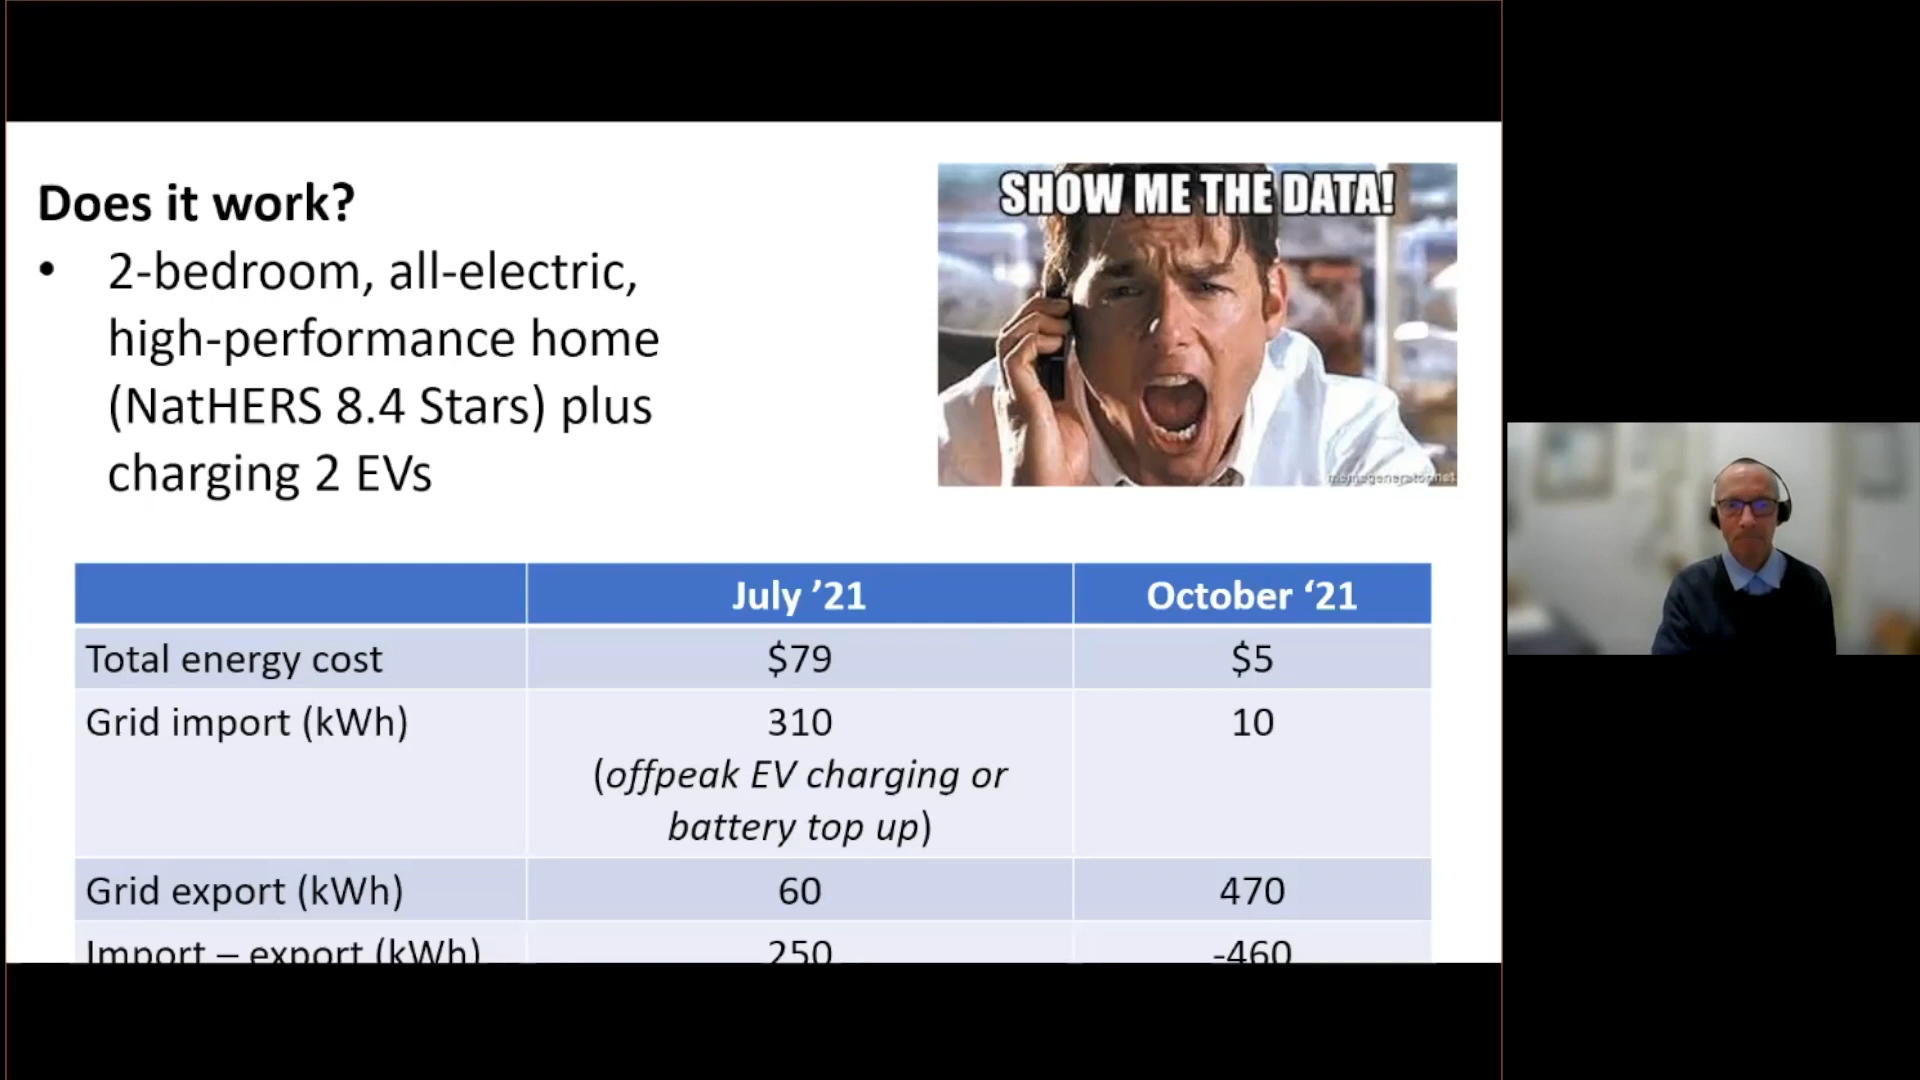 Does it work?
• 2-bedroom, all-electric,
high-performance home
(NatHERS 8.4 Stars) plus
charging 2 EVs
SHOW ME THE DATA!
memegenerator.net
July ’21 October ‘21
Total energy cost $79 $5
Grid import (kWh) 310 10
(offpeak EV charging or
battery top up)
Grid export (kWh) 60 470
Import – export (kWh) 250 -460